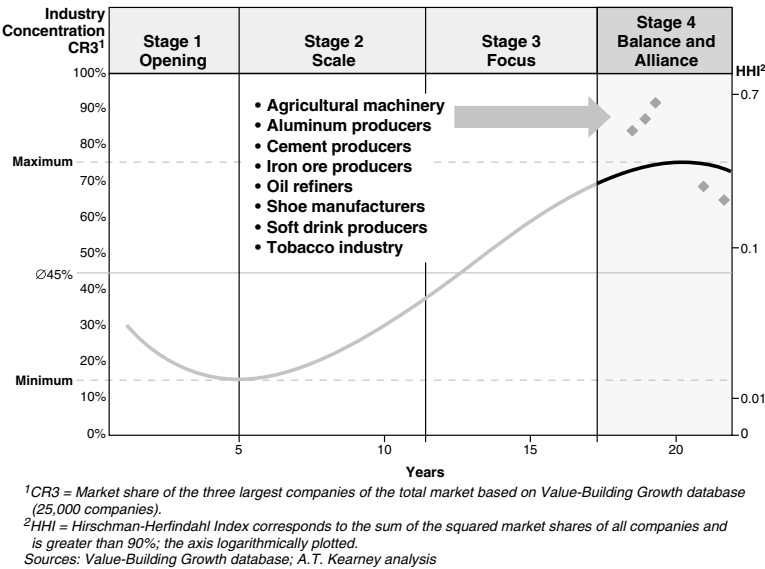 Industry
Concentration
CR3¹
Stage 1
Opening
Stage 2
Scale
Stage 3
Focus
Stage 4
Balance and
Alliance
HHI²
100%
90%
80%
Maximum
70%
60%
50%
∅45%
40%
30%
20%
Minimum
10%
0%
• Agricultural machinery
• Aluminum producers
• Cement producers
• Iron ore producers
• Oil refiners
• Shoe manufacturers
• Soft drink producers
• Tobacco industry
0.7
0.1
0.01
0
5
10
15
20
Years
¹CR3 = Market share of the three largest companies of the total market based on Value-Building Growth database
(25,000 companies).
²HHI = Hirschman-Herfindahl Index corresponds to the sum of the squared market shares of all companies and
is greater than 90%; the axis logarithmically plotted.
Sources: Value-Building Growth database; A.T. Kearney analysis